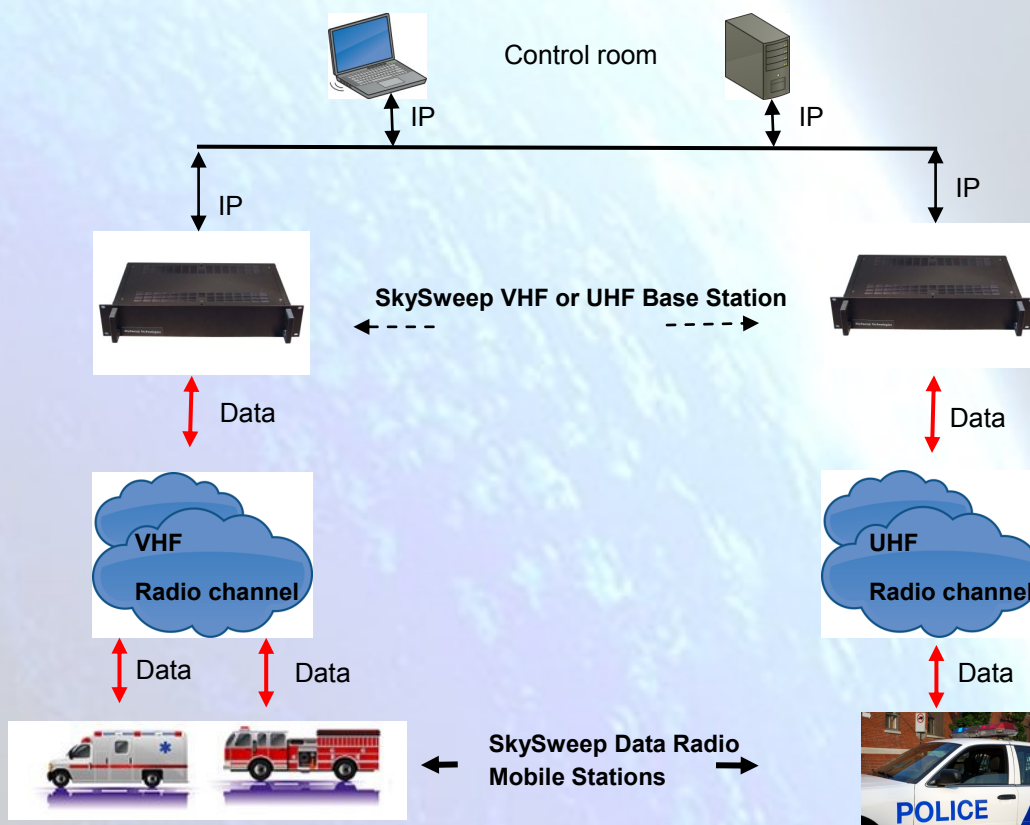 Control room
IP
IP
IP
IP
SkySweep VHF or UHF Base Station
Data
Data
VHF
Radio channel
UHF
Radio channel
Data
Data
Data
SkySweep Data Radio
Mobile Stations
POLICE